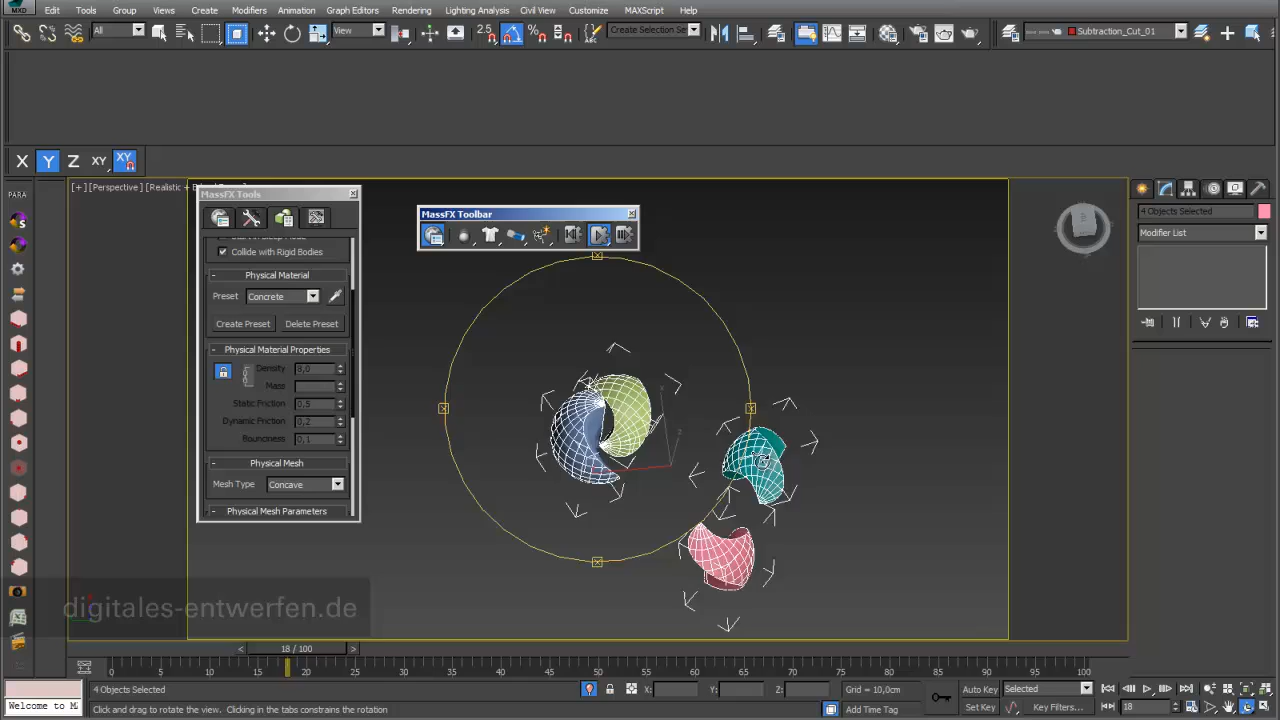 MXD
Edit Tools Group Views Create Modifiers Animation Graph Editors Rendering Lighting Analysis Civil View Customize MAXScript Help
All
View
2.5
%
Create Selection Se
Subtraction_Cut_01
X Y Z XY XY
PARA
[+] [Perspective] [Realistic +
MassFX Tools
Collide with Rigid Bodies
- Physical Material
Preset Concrete
Create Preset Delete Preset
- Physical Material Properties
Density 8,0
Mass
Static Friction 0,5
Dynamic Friction 0,2
Bounciness 0,1
- Physical Mesh
Mesh Type Concave
Physical Mesh Parameters
MassFX Toolbar
x
z
4 Objects Selected
Modifier List
digitales-entwerfen.de
< 18 / 100 >
0 5 10 15 20 25 30 35 40 45 50 55 60 65 70 75 80 85 90 95 100
4 Objects Selected
X: Y: Z: Grid = 10,0cm
Auto Key Selected
Welcome to M
Click and drag to rotate the view. Clicking in the tabs constrains the rotation
Add Time Tag
Set Key Key Filters... 18